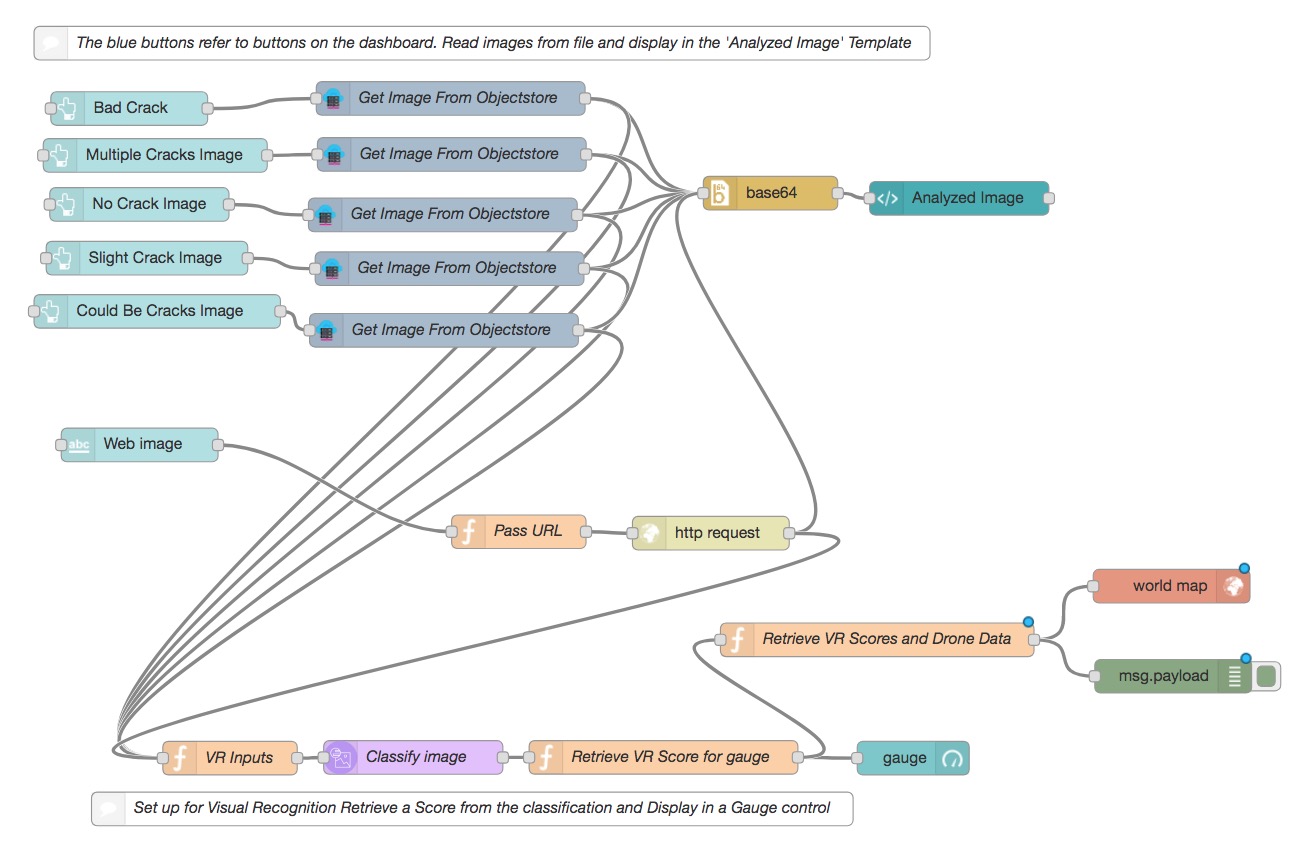 The blue buttons refer to buttons on the dashboard. Read images from file and display in the 'Analyzed Image' Template
Bad Crack
Get Image From Objectstore
Multiple Cracks Image
Get Image From Objectstore
No Crack Image
Get Image From Objectstore
base64
Analyzed Image
Slight Crack Image
Get Image From Objectstore
Could Be Cracks Image
Get Image From Objectstore
abc
Web image
Pass URL
http request
world map
Retrieve VR Scores and Drone Data
msg.payload
VR Inputs
Classify image
Retrieve VR Score for gauge
gauge
Set up for Visual Recognition Retrieve a Score from the classification and Display in a Gauge control